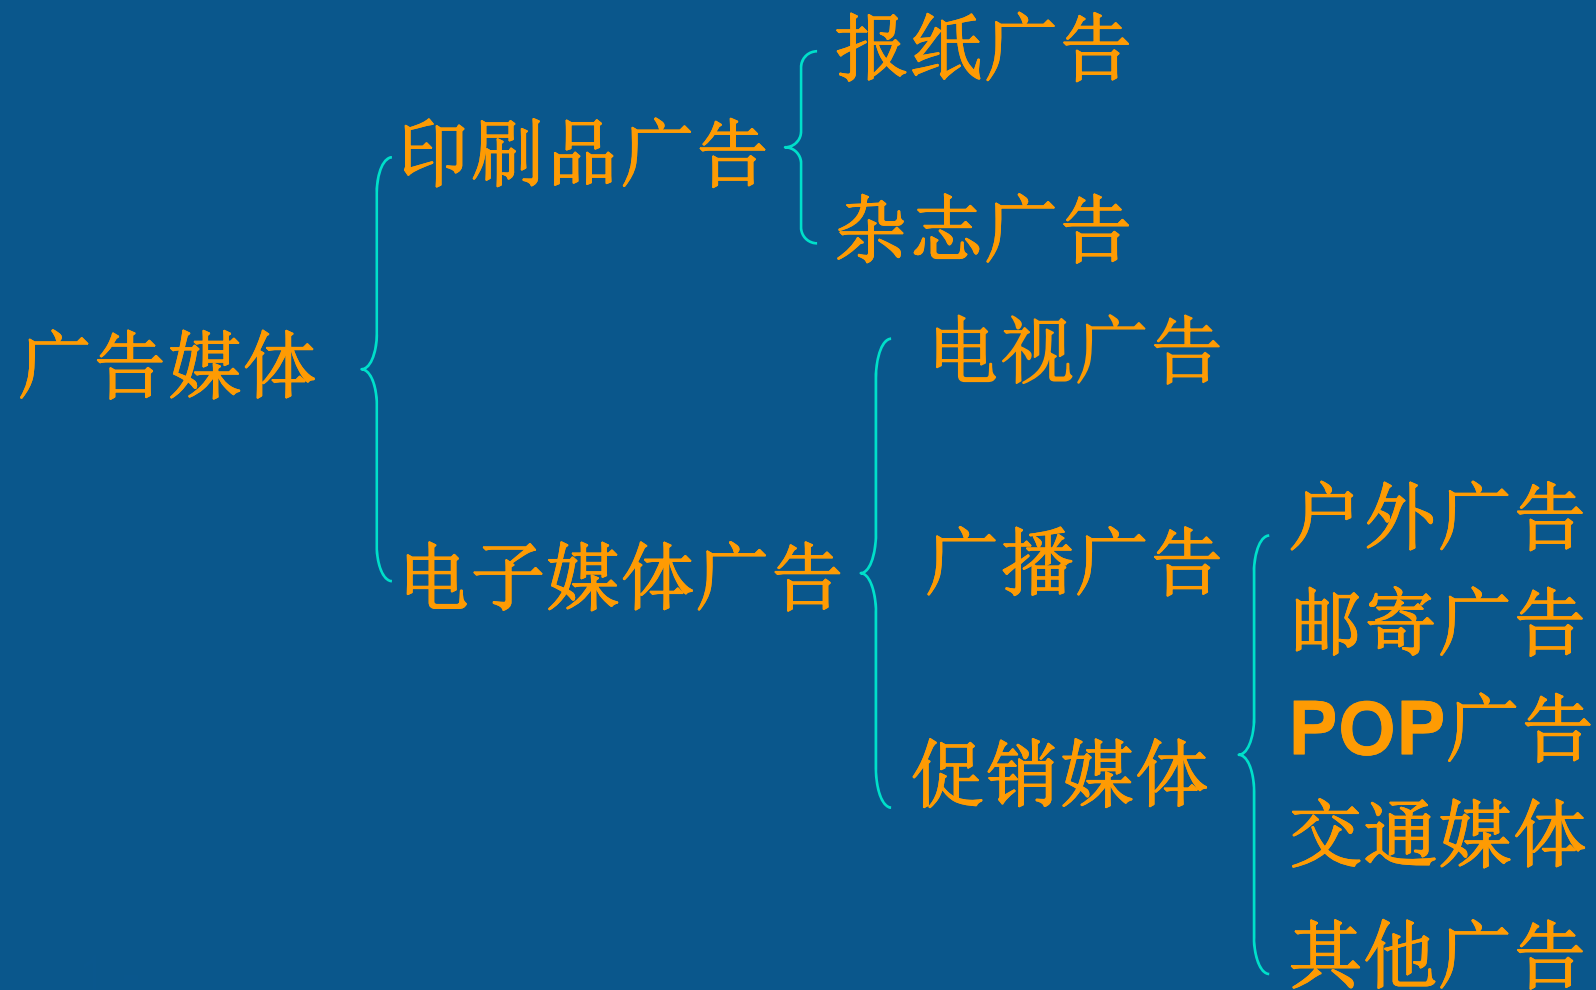 报纸广告
印刷品广告
杂志广告
电视广告
广告媒体
户外广告
广播广告
电子媒体广告
邮寄广告
POP广告
促销媒体
交通媒体
其他广告